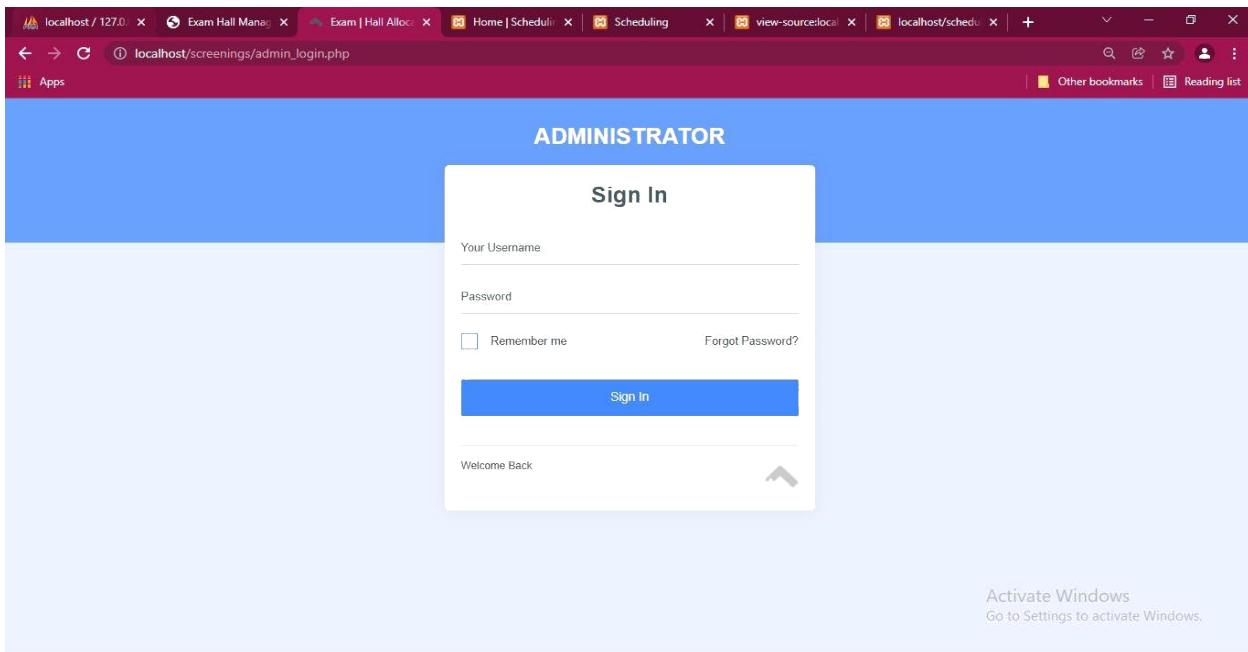 localhost / 127.0. Exam Hall Manag Exam | Hall Alloca Home | Schedulin Scheduling view-source:local localhost/schedu
localhost/screenings/admin_login.php
Apps Other bookmarks Reading list
ADMINISTRATOR
Sign In
Your Username
Password
Remember me Forgot Password?
Sign In
Welcome Back
Activate Windows
Go to Settings to activate Windows.